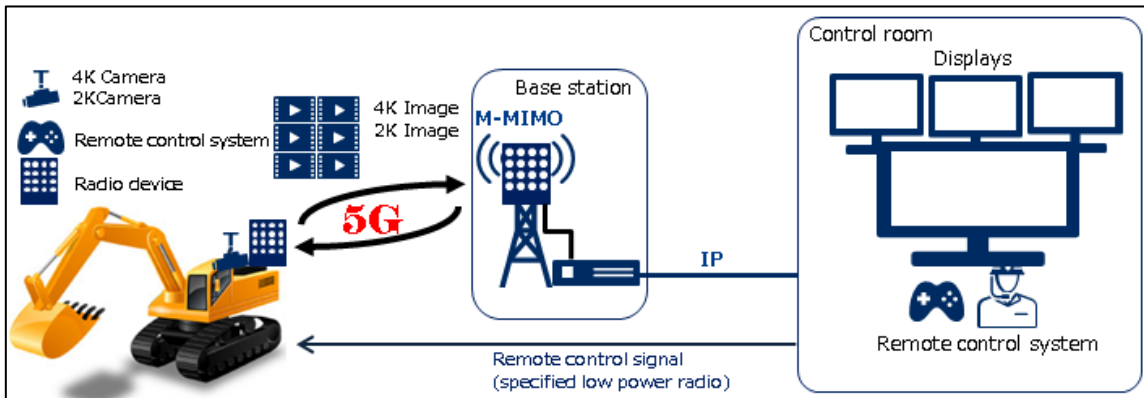 4K Camera
2KCamera
Remote control system
Radio device
4K Image
2K Image
5G
Base station
M-MIMO
IP
Remote control signal
(specified low power radio)
Control room
Displays
Remote control system